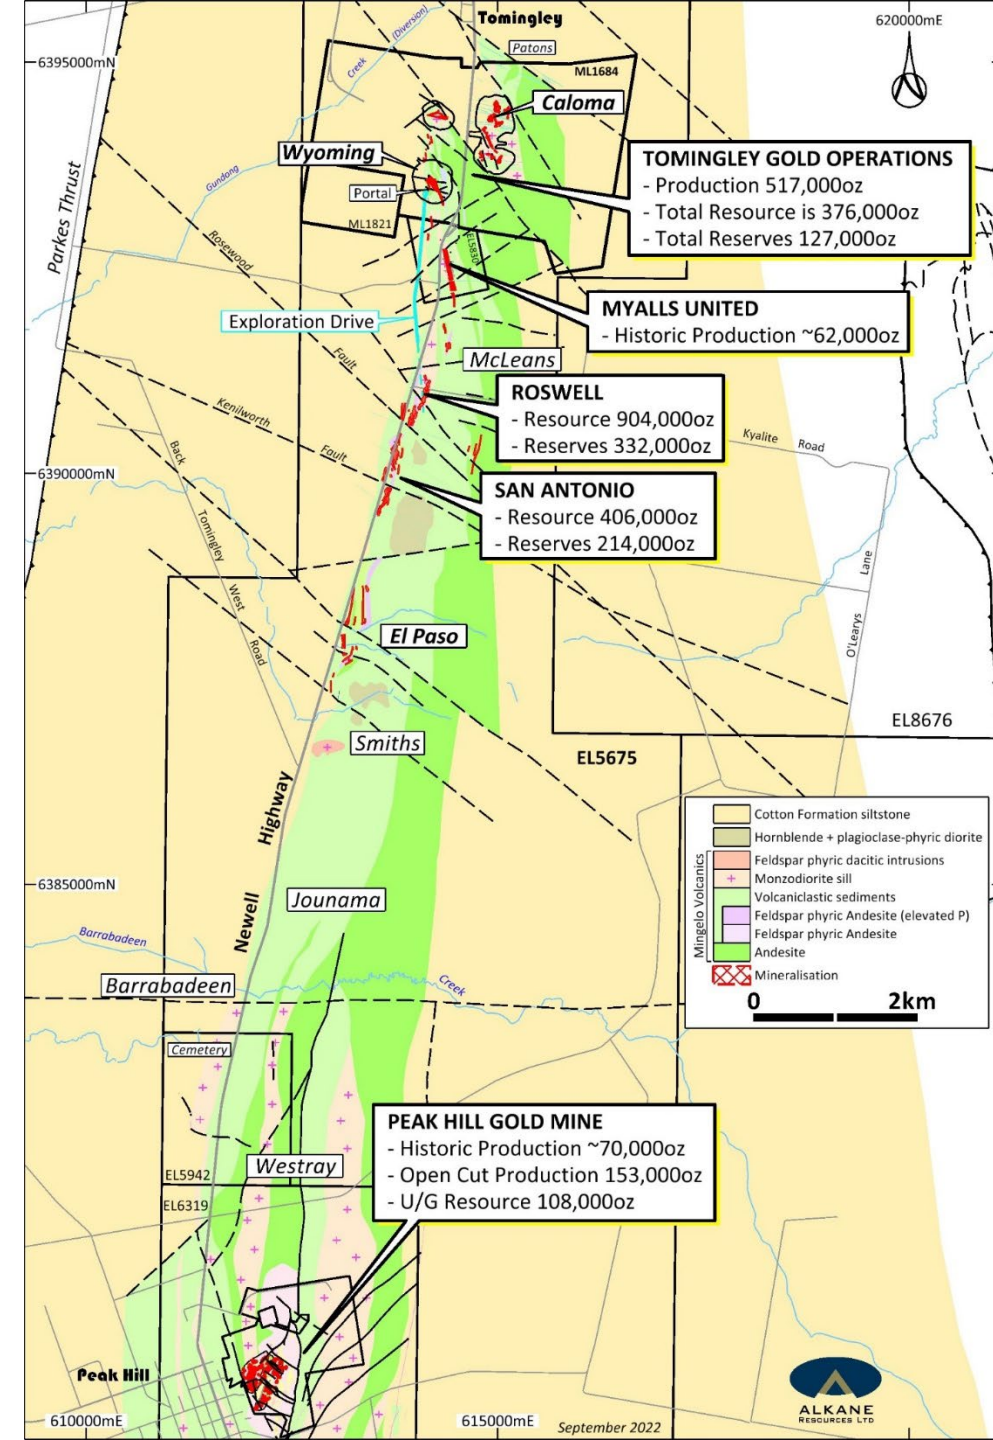 Tomingley
620000mE
(Diversion)
Creek
Patons
6395000mN
ML1684
Caloma
Wyoming
TOMINGLEY GOLD OPERATIONS
- Production 517,000oz
- Total Resource is 376,000oz
- Total Reserves 127,000oz
Gundong
Portal
ML1821
Parkes Thrust
Rosewood
EL5830
MYALLS UNITED
- Historic Production ~62,000oz
Exploration Drive
Fault
McLeans
ROSWELL
- Resource 904,000oz
- Reserves 332,000oz
Kenilworth
Fault
Kyalite Road
Back
Tomingley
West
Road
6390000mN
SAN ANTONIO
- Resource 406,000oz
- Reserves 214,000oz
O'Learys
Lane
El Paso
EL8676
Smiths
EL5675
Newell
Highway
Cotton Formation siltstone
Hornblende + plagioclase-phyric diorite
Mingelo Volcanics
Feldspar phyric dacitic intrusions
Monzodiorite sill
Volcaniclastic sediments
Feldspar phyric Andesite (elevated P)
Feldspar phyric Andesite
Andesite
Mineralisation
0 2km
6385000mN
Jounama
Barrabadeen
Creek
Barrabadeen
Cemetery
PEAK HILL GOLD MINE
- Historic Production ~70,000oz
- Open Cut Production 153,000oz
- U/G Resource 108,000oz
Westray
EL5942
EL6319
Peak Hill
ALKANE
RESOURCES LTD
610000mE
615000mE
September 2022